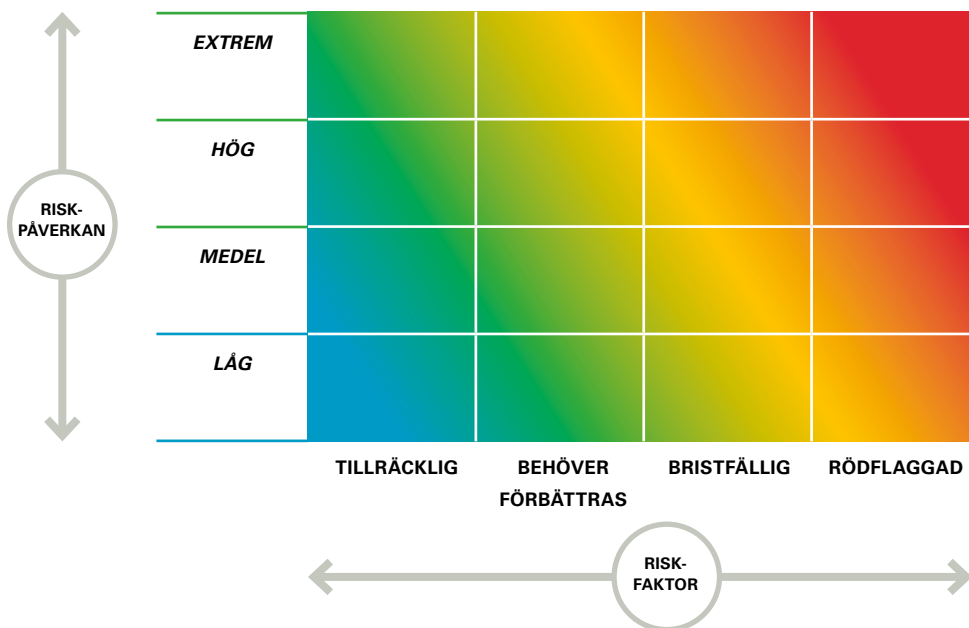 EXTREM
HÖG
RISK-
PÅVERKAN
MEDEL
LÅG
TILLRÄCKLIG
BEHÖVER
FÖRBÄTTRAS
BRISTFÄLLIG
RÖDFLAGGAD
RISK-
FAKTOR